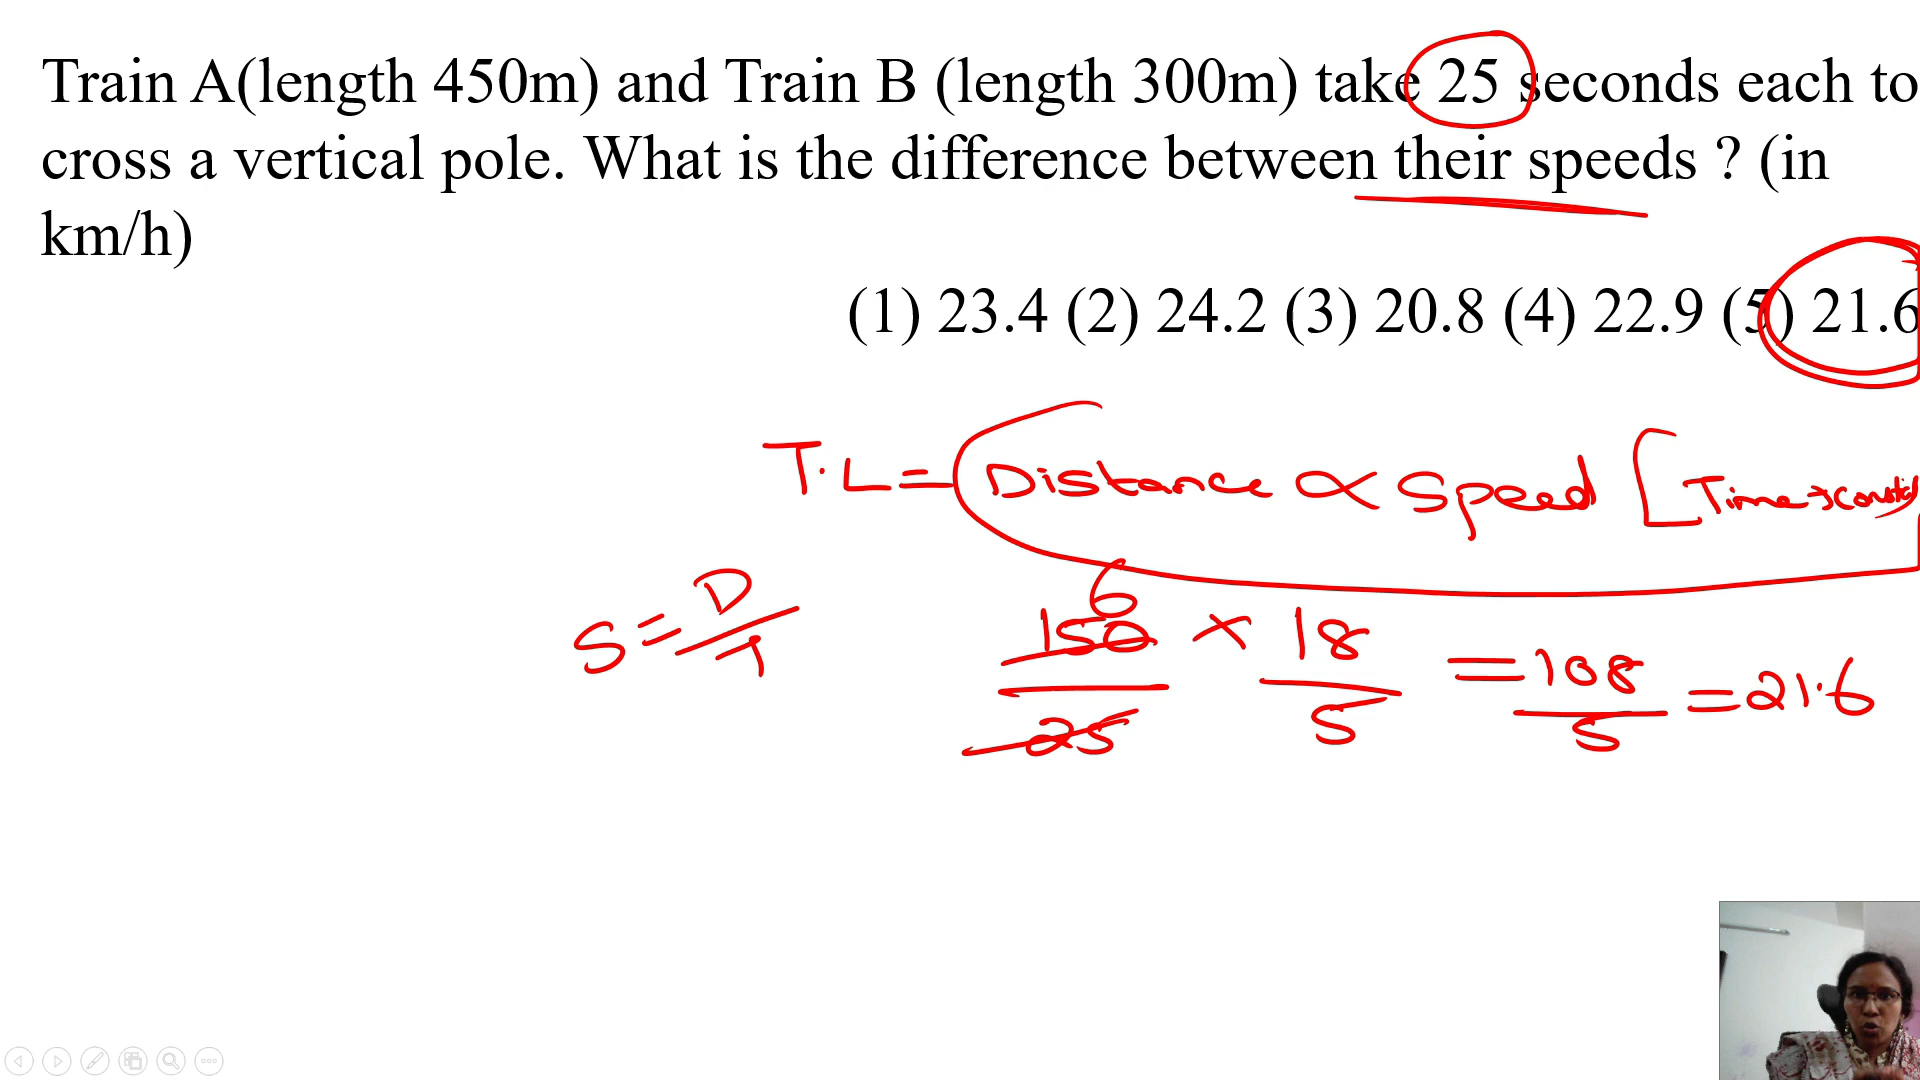 Train A(length 450m) and Train B (length 300m) take 25 seconds each to
cross a vertical pole. What is the difference between their speeds ? (in
km/h)
(1) 23.4 (2) 24.2 (3) 20.8 (4) 22.9 (5) 21.6
T.L = Distance ∝ Speed [Time →
S = D/T
6
150/25 × 18/5 = 108/5 = 21.6